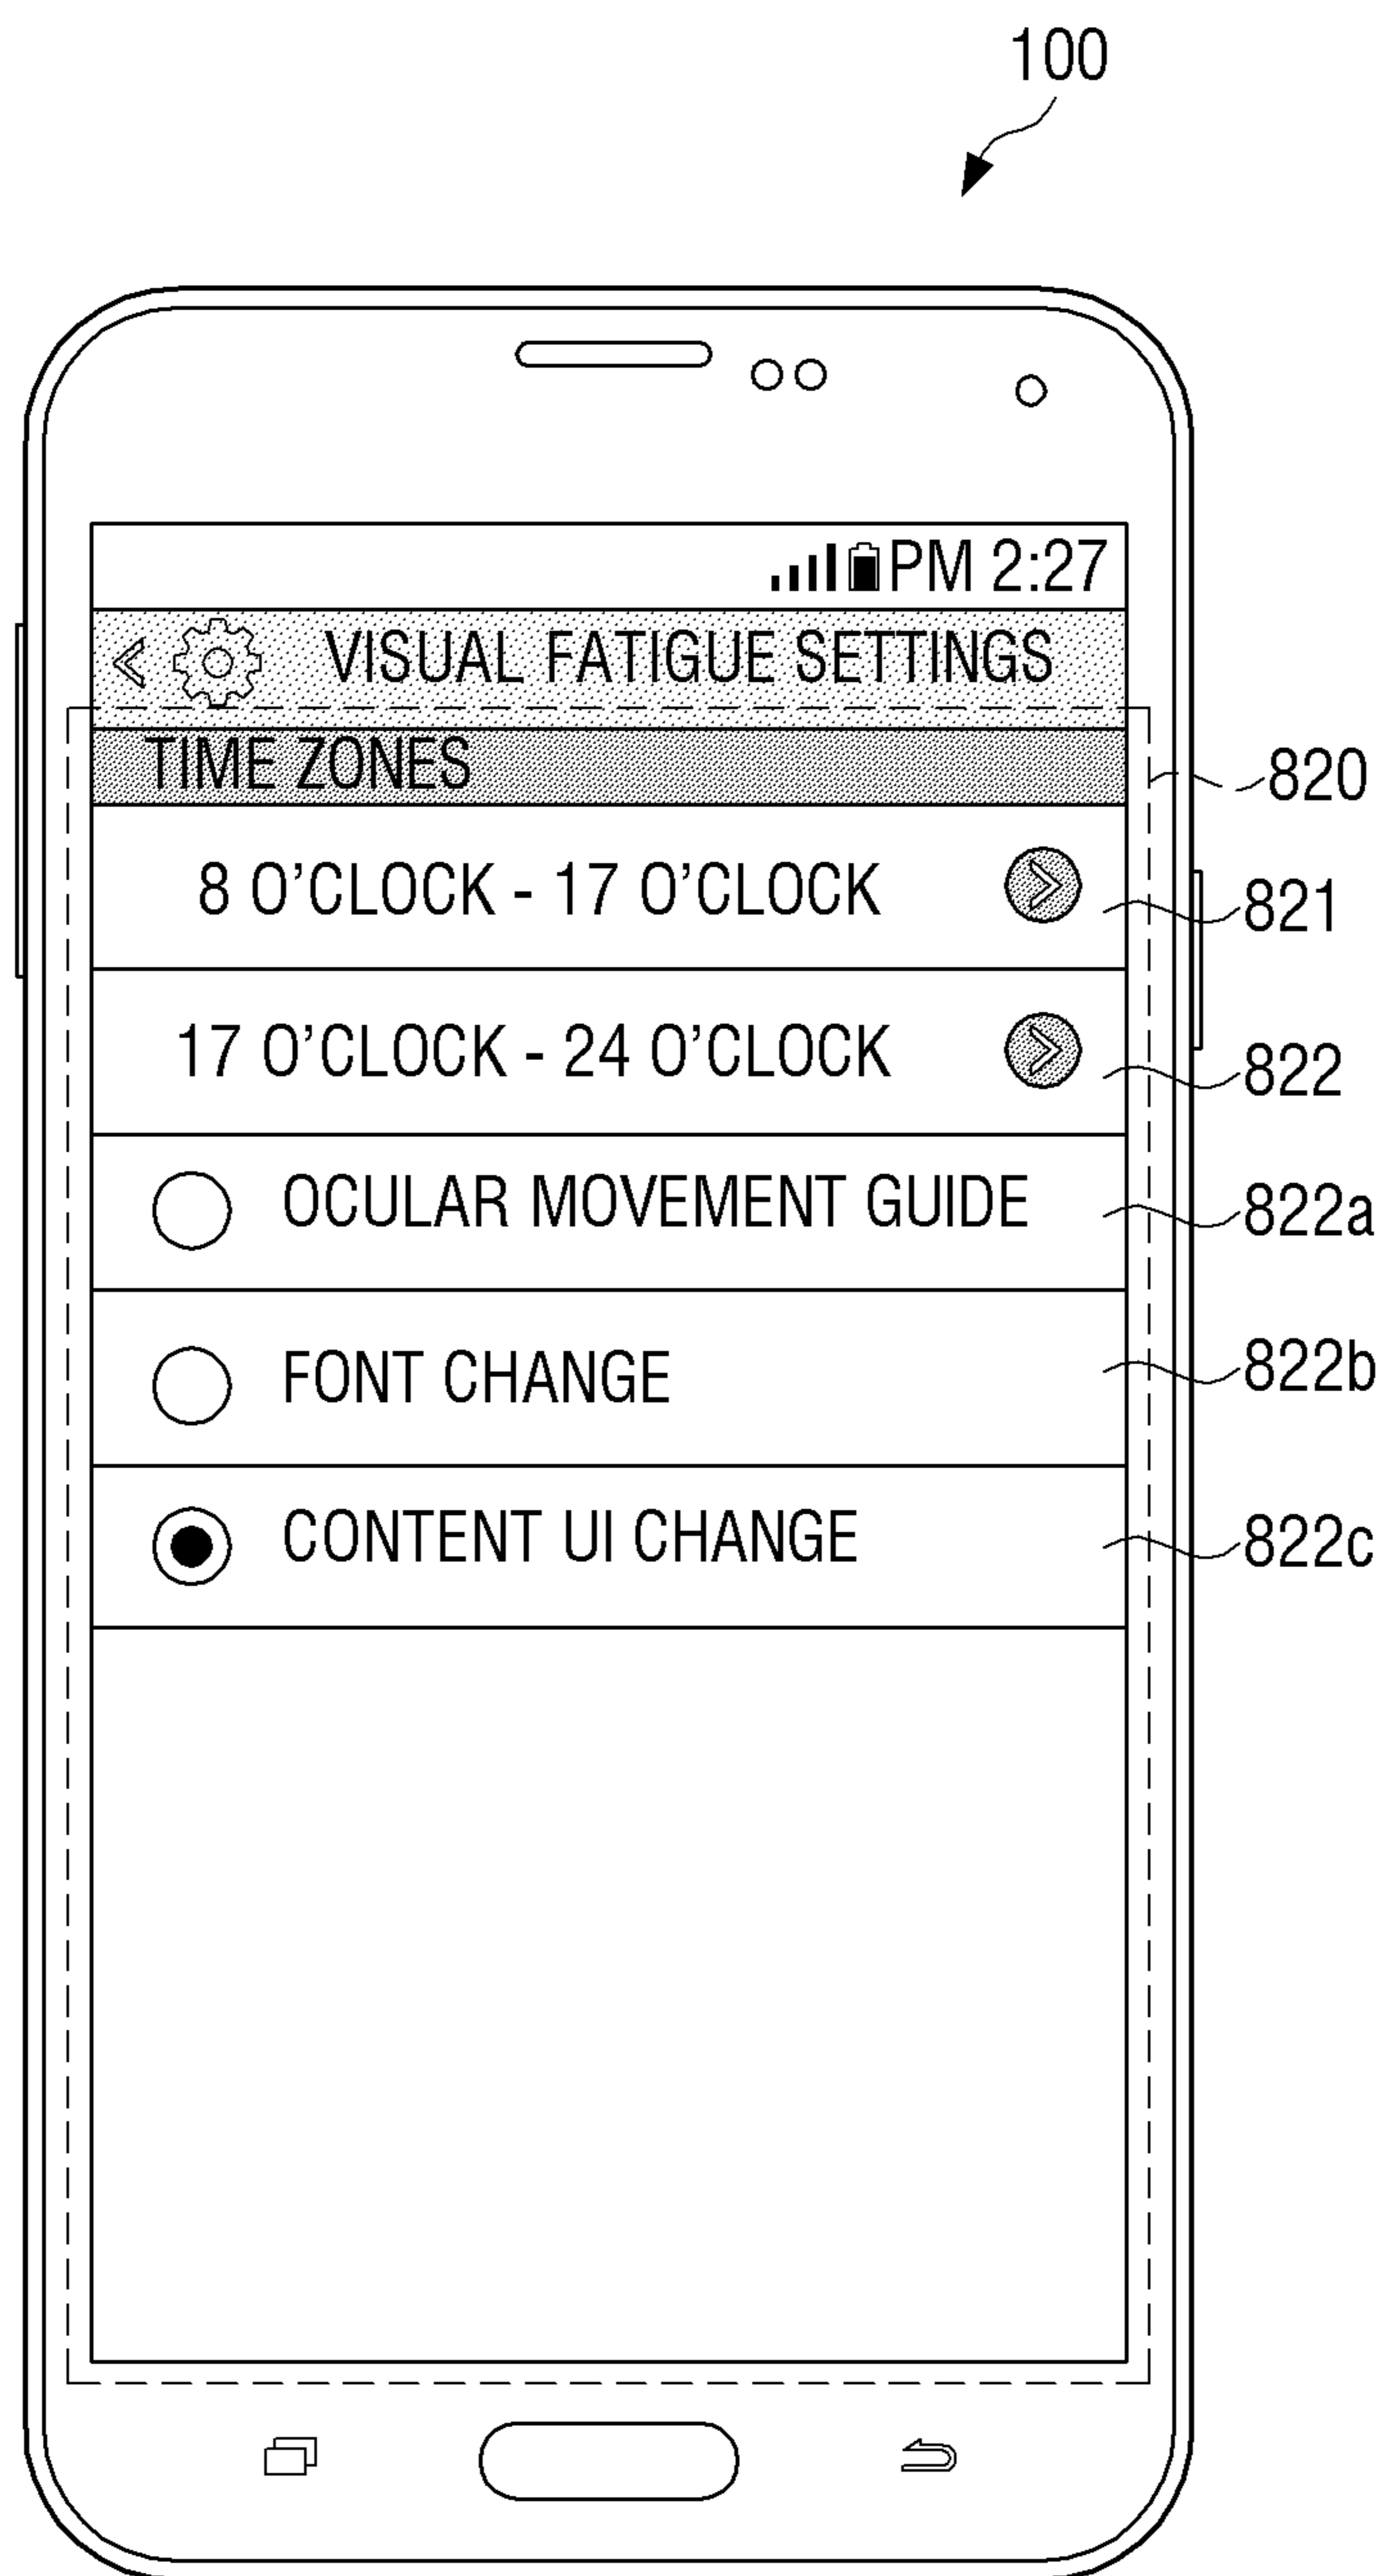 100
PM 2:27
VISUAL FATIGUE SETTINGS
TIME ZONES
820
8 O'CLOCK - 17 O'CLOCK
821
17 O'CLOCK - 24 O'CLOCK
822
OCULAR MOVEMENT GUIDE
822a
FONT CHANGE
822b
CONTENT UI CHANGE
822c